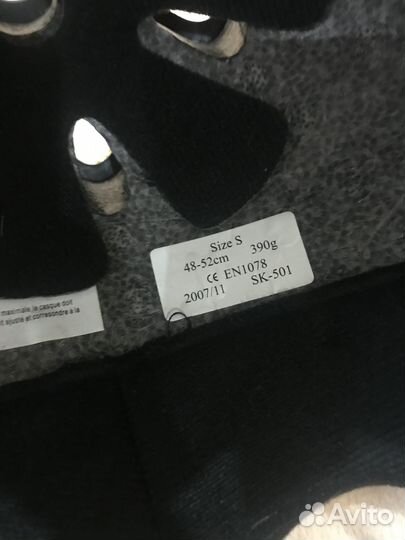 Size S
48-52cm 390g
CE EN1078
2007/11 SK-501
maximale, le casque doit
ajusté et correspondre à la
Avito